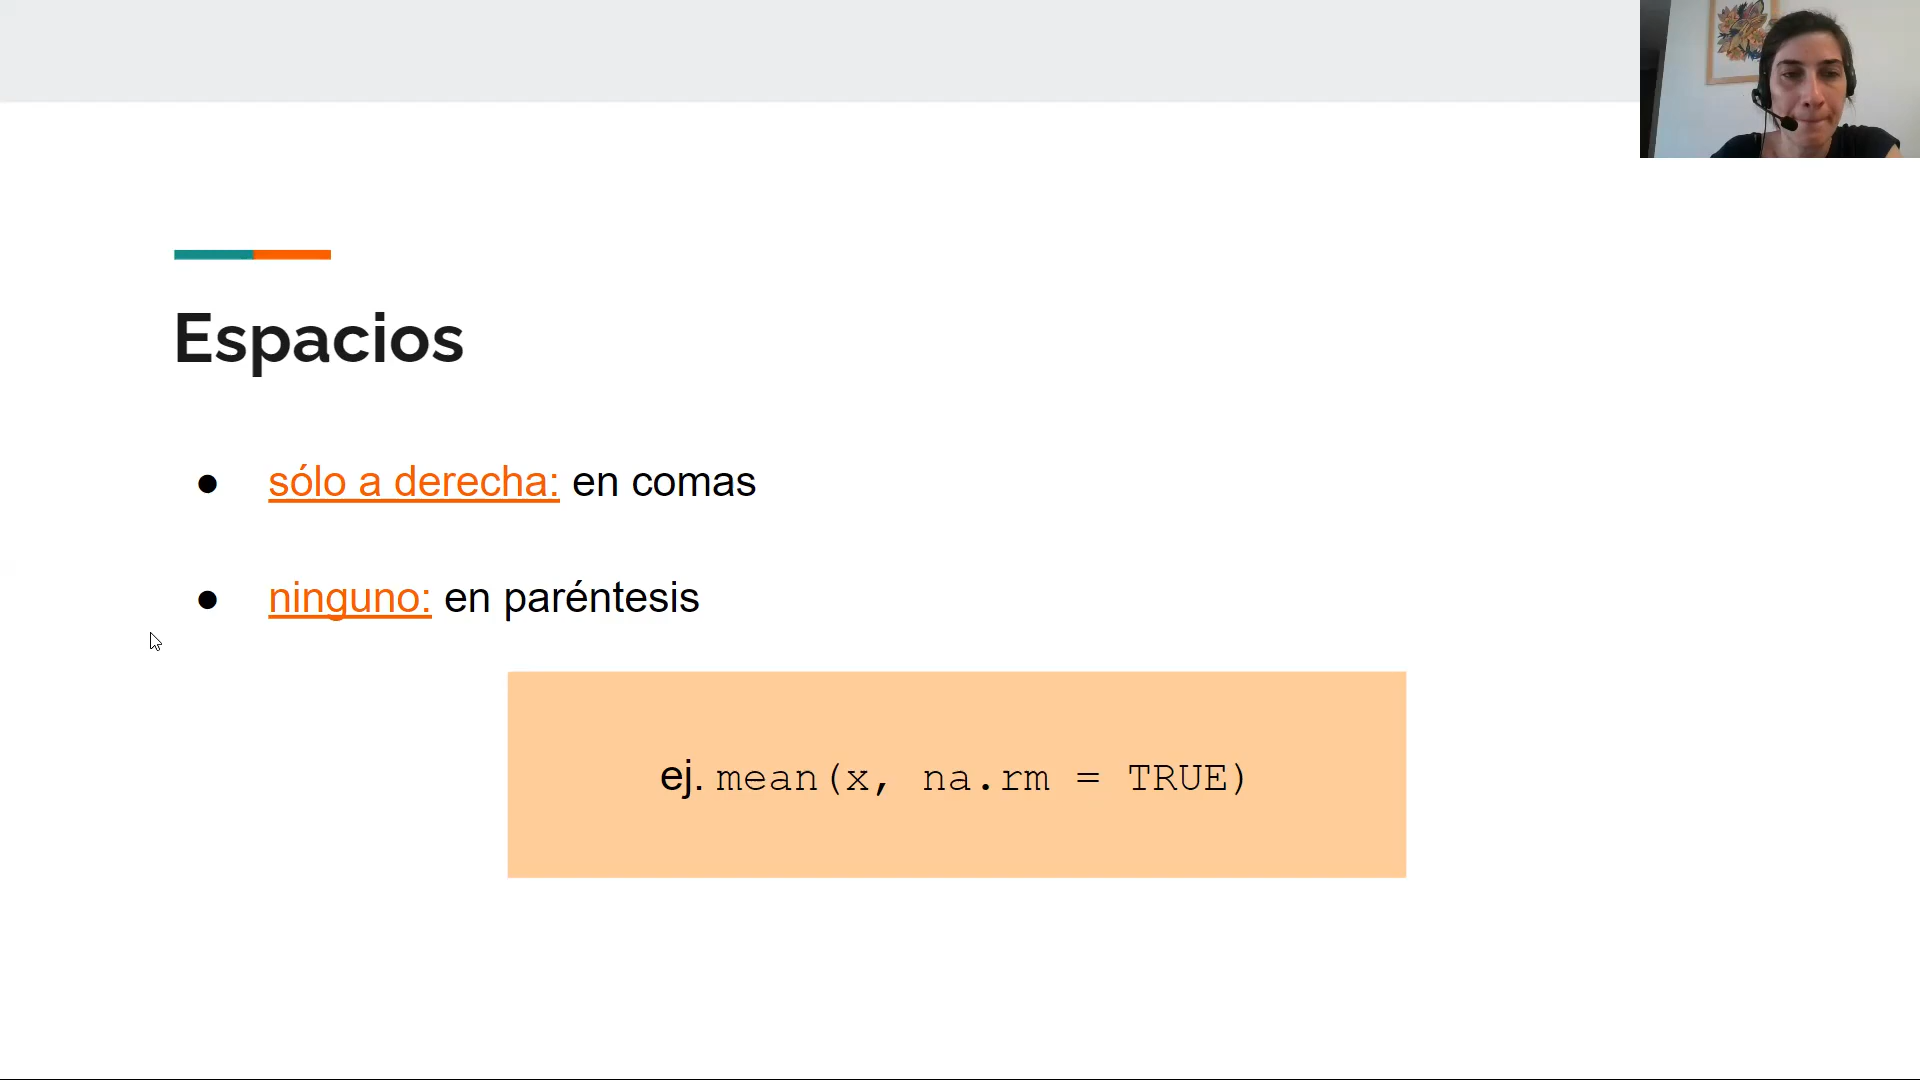 Espacios
● sólo a derecha: en comas
● ninguno: en paréntesis
ej. mean(x, na.rm = TRUE)